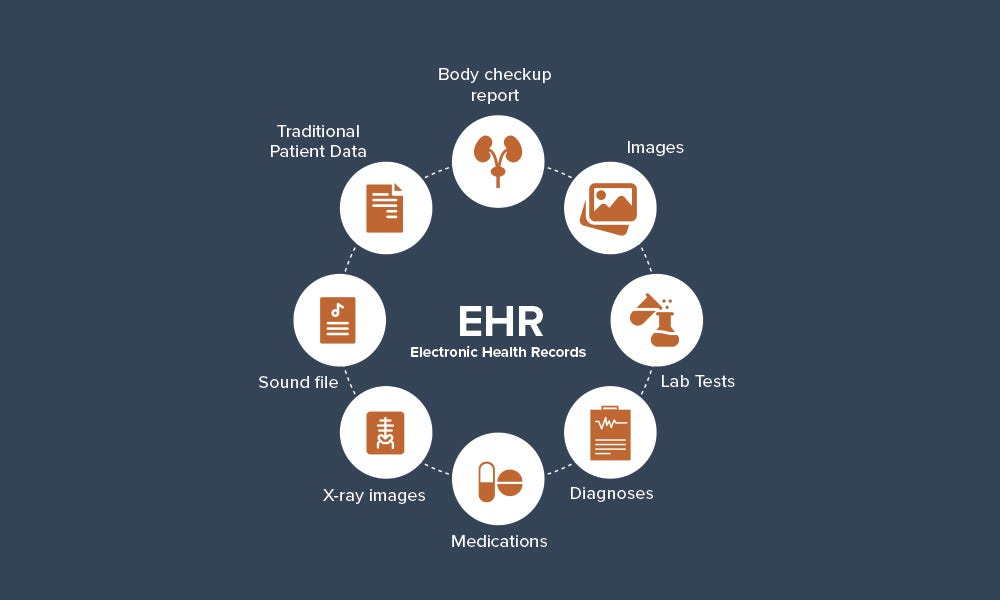 Body checkup
report
Traditional
Patient Data
Images
EHR
Electronic Health Records
Sound file
Lab Tests
X-ray images
Diagnoses
Medications